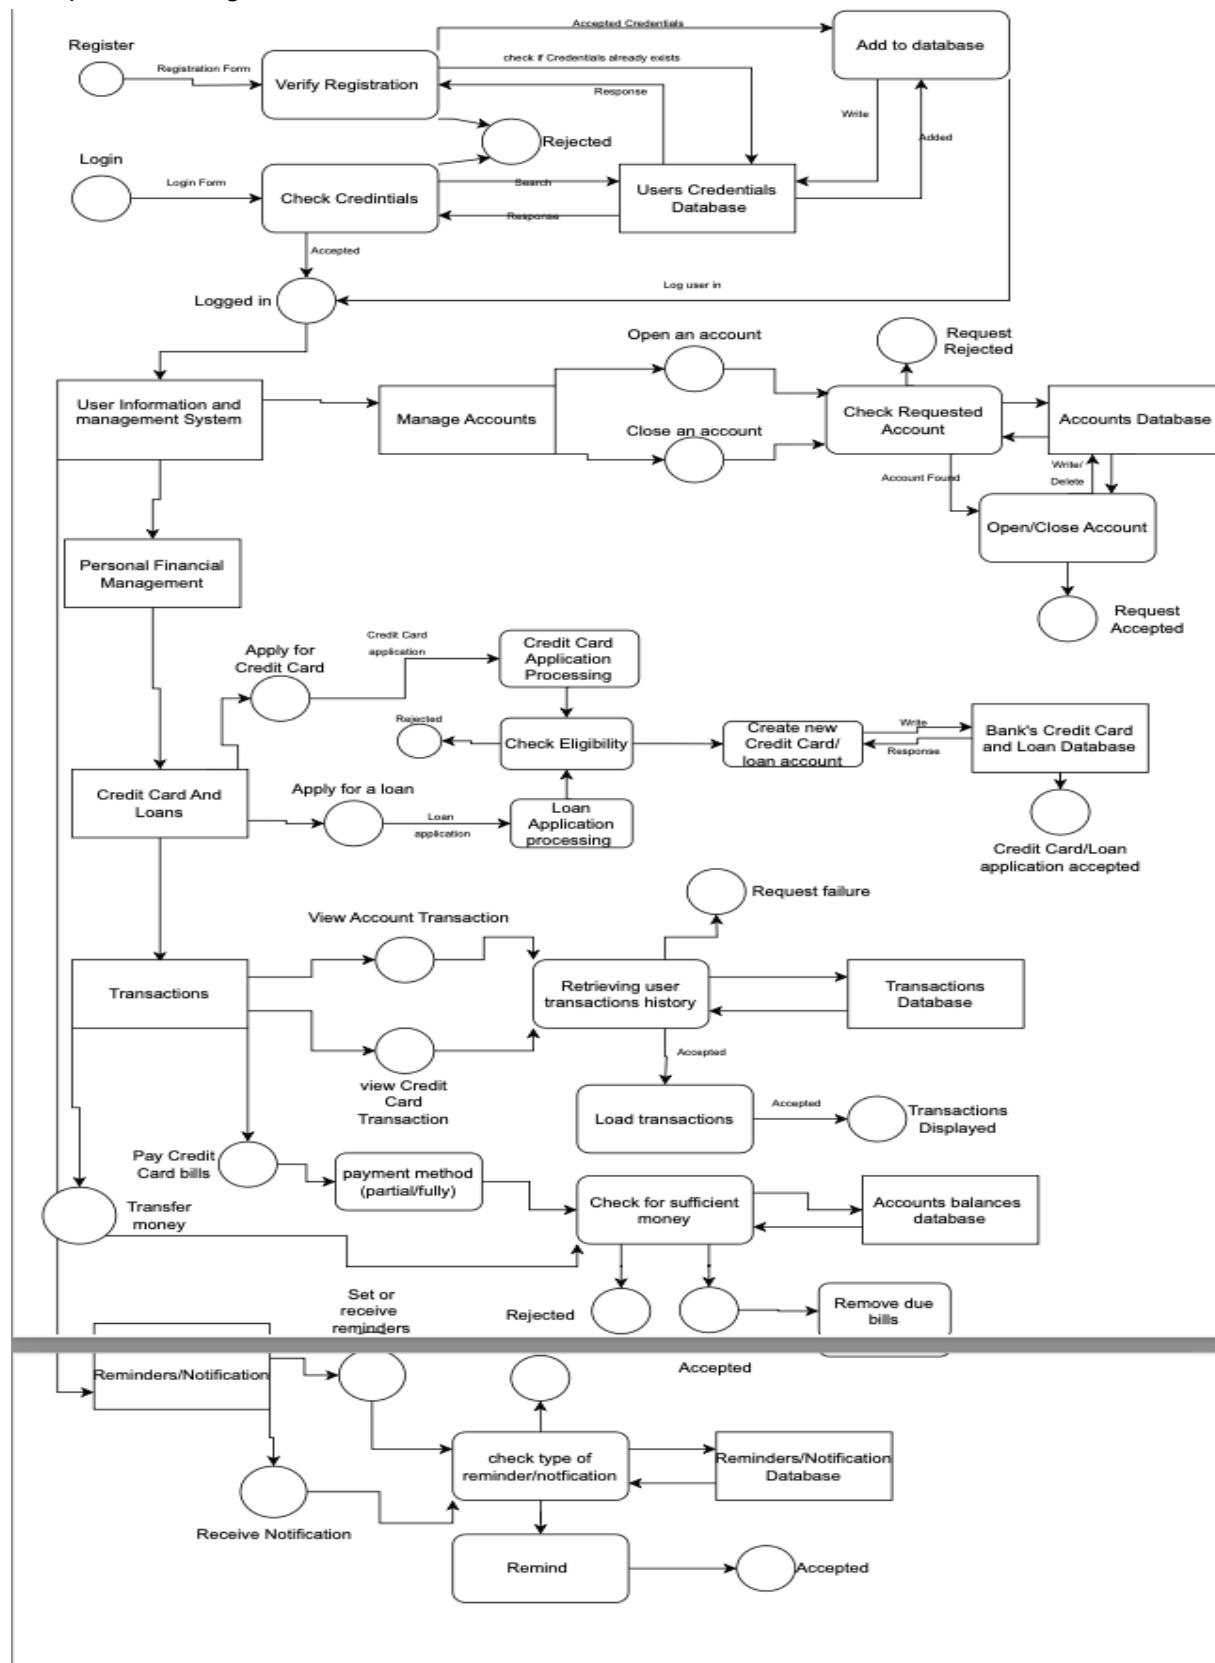 Accepted Credentials
Add to database
Register
Registration Form
check if Credentials already exists
Verify Registration
Response
Write
Added
Rejected
Login
Login Form
Check Credintials
Search
Response
Users Credentials
Database
Accepted
Logged in
Log user in
Open an account
Request
Rejected
User Information and
management System
Manage Accounts
Check Requested
Account
Accounts Database
Close an account
Account Found
Write/
Delete
Open/Close Account
Personal Financial
Management
Request
Accepted
Apply for
Credit Card
Credit Card
application
Credit Card
Application
Processing
Rejected
Check Eligibility
Create new
Credit Card/
loan account
Write
Response
Bank's Credit Card
and Loan Database
Credit Card And
Loans
Apply for a loan
Loan
application
Loan
Application
processing
Credit Card/Loan
application accepted
Request failure
View Account Transaction
Transactions
Retrieving user
transactions history
Transactions
Database
Accepted
view Credit
Card
Transaction
Load transactions
Accepted
Transactions
Displayed
Pay Credit
Card bills
payment method
(partial/fully)
Transfer
money
Check for sufficient
money
Accounts balances
database
Set or
receive
reminders
Rejected
Remove due
bills
Accepted
Reminders/Notification
check type of
reminder/notfication
Reminders/Notification
Database
Receive Notification
Remind
Accepted